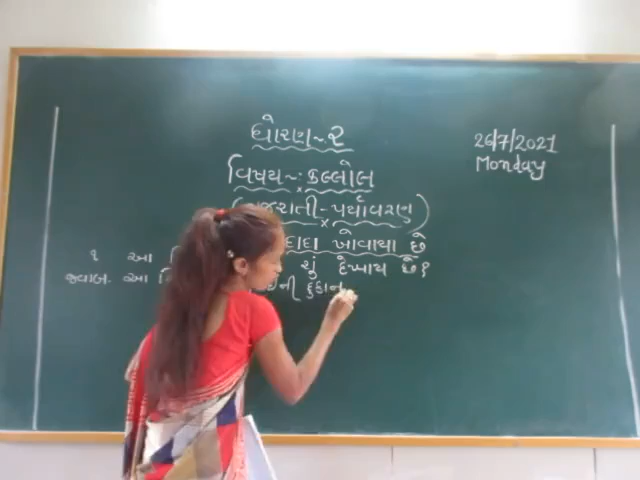 ધોરણ ~ ૨
26/7/2021
Monday
વિષય ~: કલ્લોલ
ગુજરાતી - પર્યાવરણ)
દાદા ખોવાયા છે
૧ આ શું દેખાય છે?
જવાબ - આ ની દુકાન